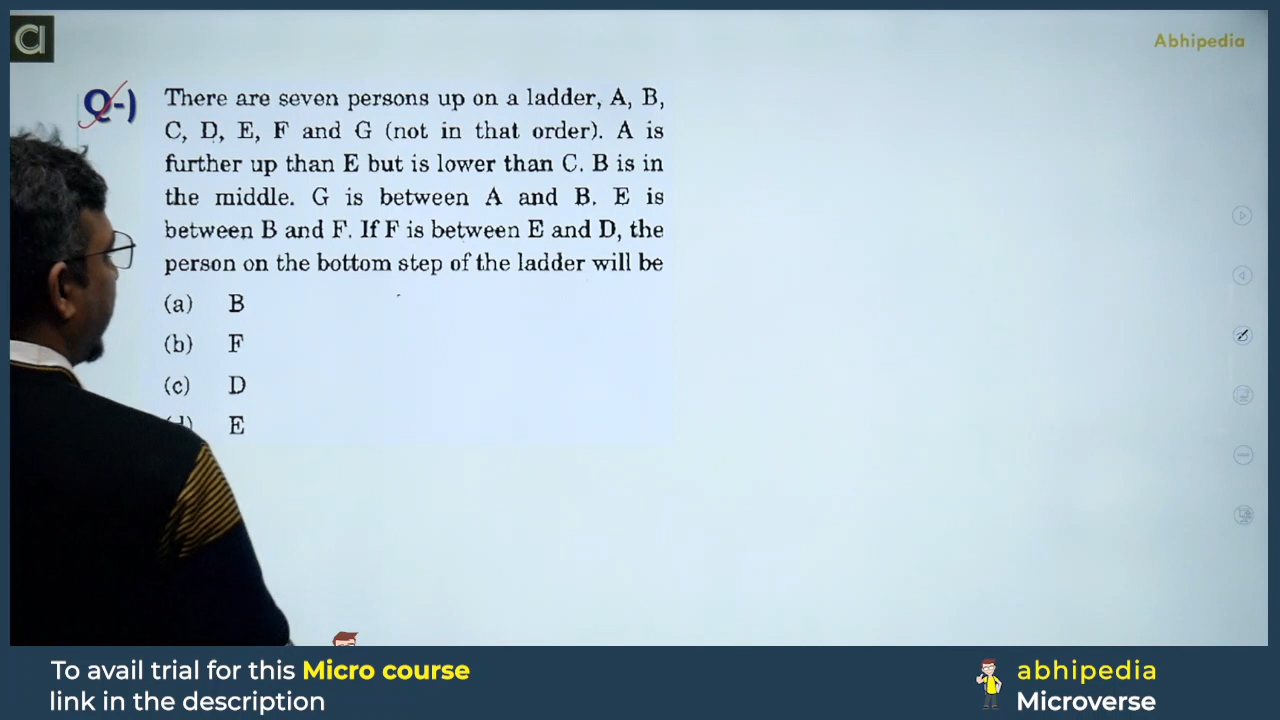 Abhipedia
Q-) There are seven persons up on a ladder, A, B,
C, D, E, F and G (not in that order). A is
further up than E but is lower than C. B is in
the middle. G is between A and B. E is
between B and F. If F is between E and D, the
person on the bottom step of the ladder will be
(a) B
(b) F
(c) D
(d) E
To avail trial for this Micro course
link in the description
abhipedia
Microverse